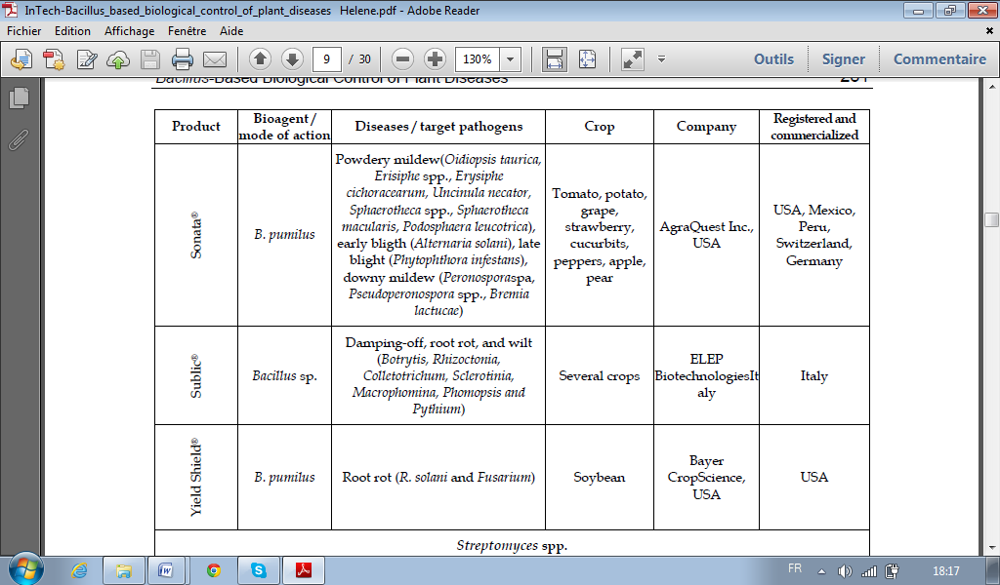 InTech-Bacillus_based_biological_control_of_plant_diseases Helene.pdf - Adobe Reader
Fichier Edition Affichage Fenêtre Aide
9 / 30 130% Outils Signer Commentaire
Bacillus-Based Biological Control of Plant Diseases
Product
Bioagent /
mode of action
Diseases / target pathogens
Crop
Company
Registered and
commercialized
Sonata®
B. pumilus
Powdery mildew(Oidiopsis taurica,
Erisiphe spp., Erysiphe
cichoracearum, Uncinula necator,
Sphaerotheca spp., Sphaerotheca
macularis, Podosphaera leucotrica),
early bligth (Alternaria solani), late
blight (Phytophthora infestans),
downy mildew (Peronosporaspa,
Pseudoperonospora spp., Bremia
lactucae)
Tomato, potato,
grape,
strawberry,
cucurbits,
peppers, apple,
pear
AgraQuest Inc.,
USA
USA, Mexico,
Peru,
Switzerland,
Germany
Sublic®
Bacillus sp.
Damping-off, root rot, and wilt
(Botrytis, Rhizoctonia,
Colletotrichum, Sclerotinia,
Macrophomina, Phomopsis and
Pythium)
Several crops
ELEP
BiotechnologiesIt
aly
Italy
Yield Shield®
B. pumilus
Root rot (R. solani and Fusarium)
Soybean
Bayer
CropScience,
USA
USA
Streptomyces spp.
FR 18:17